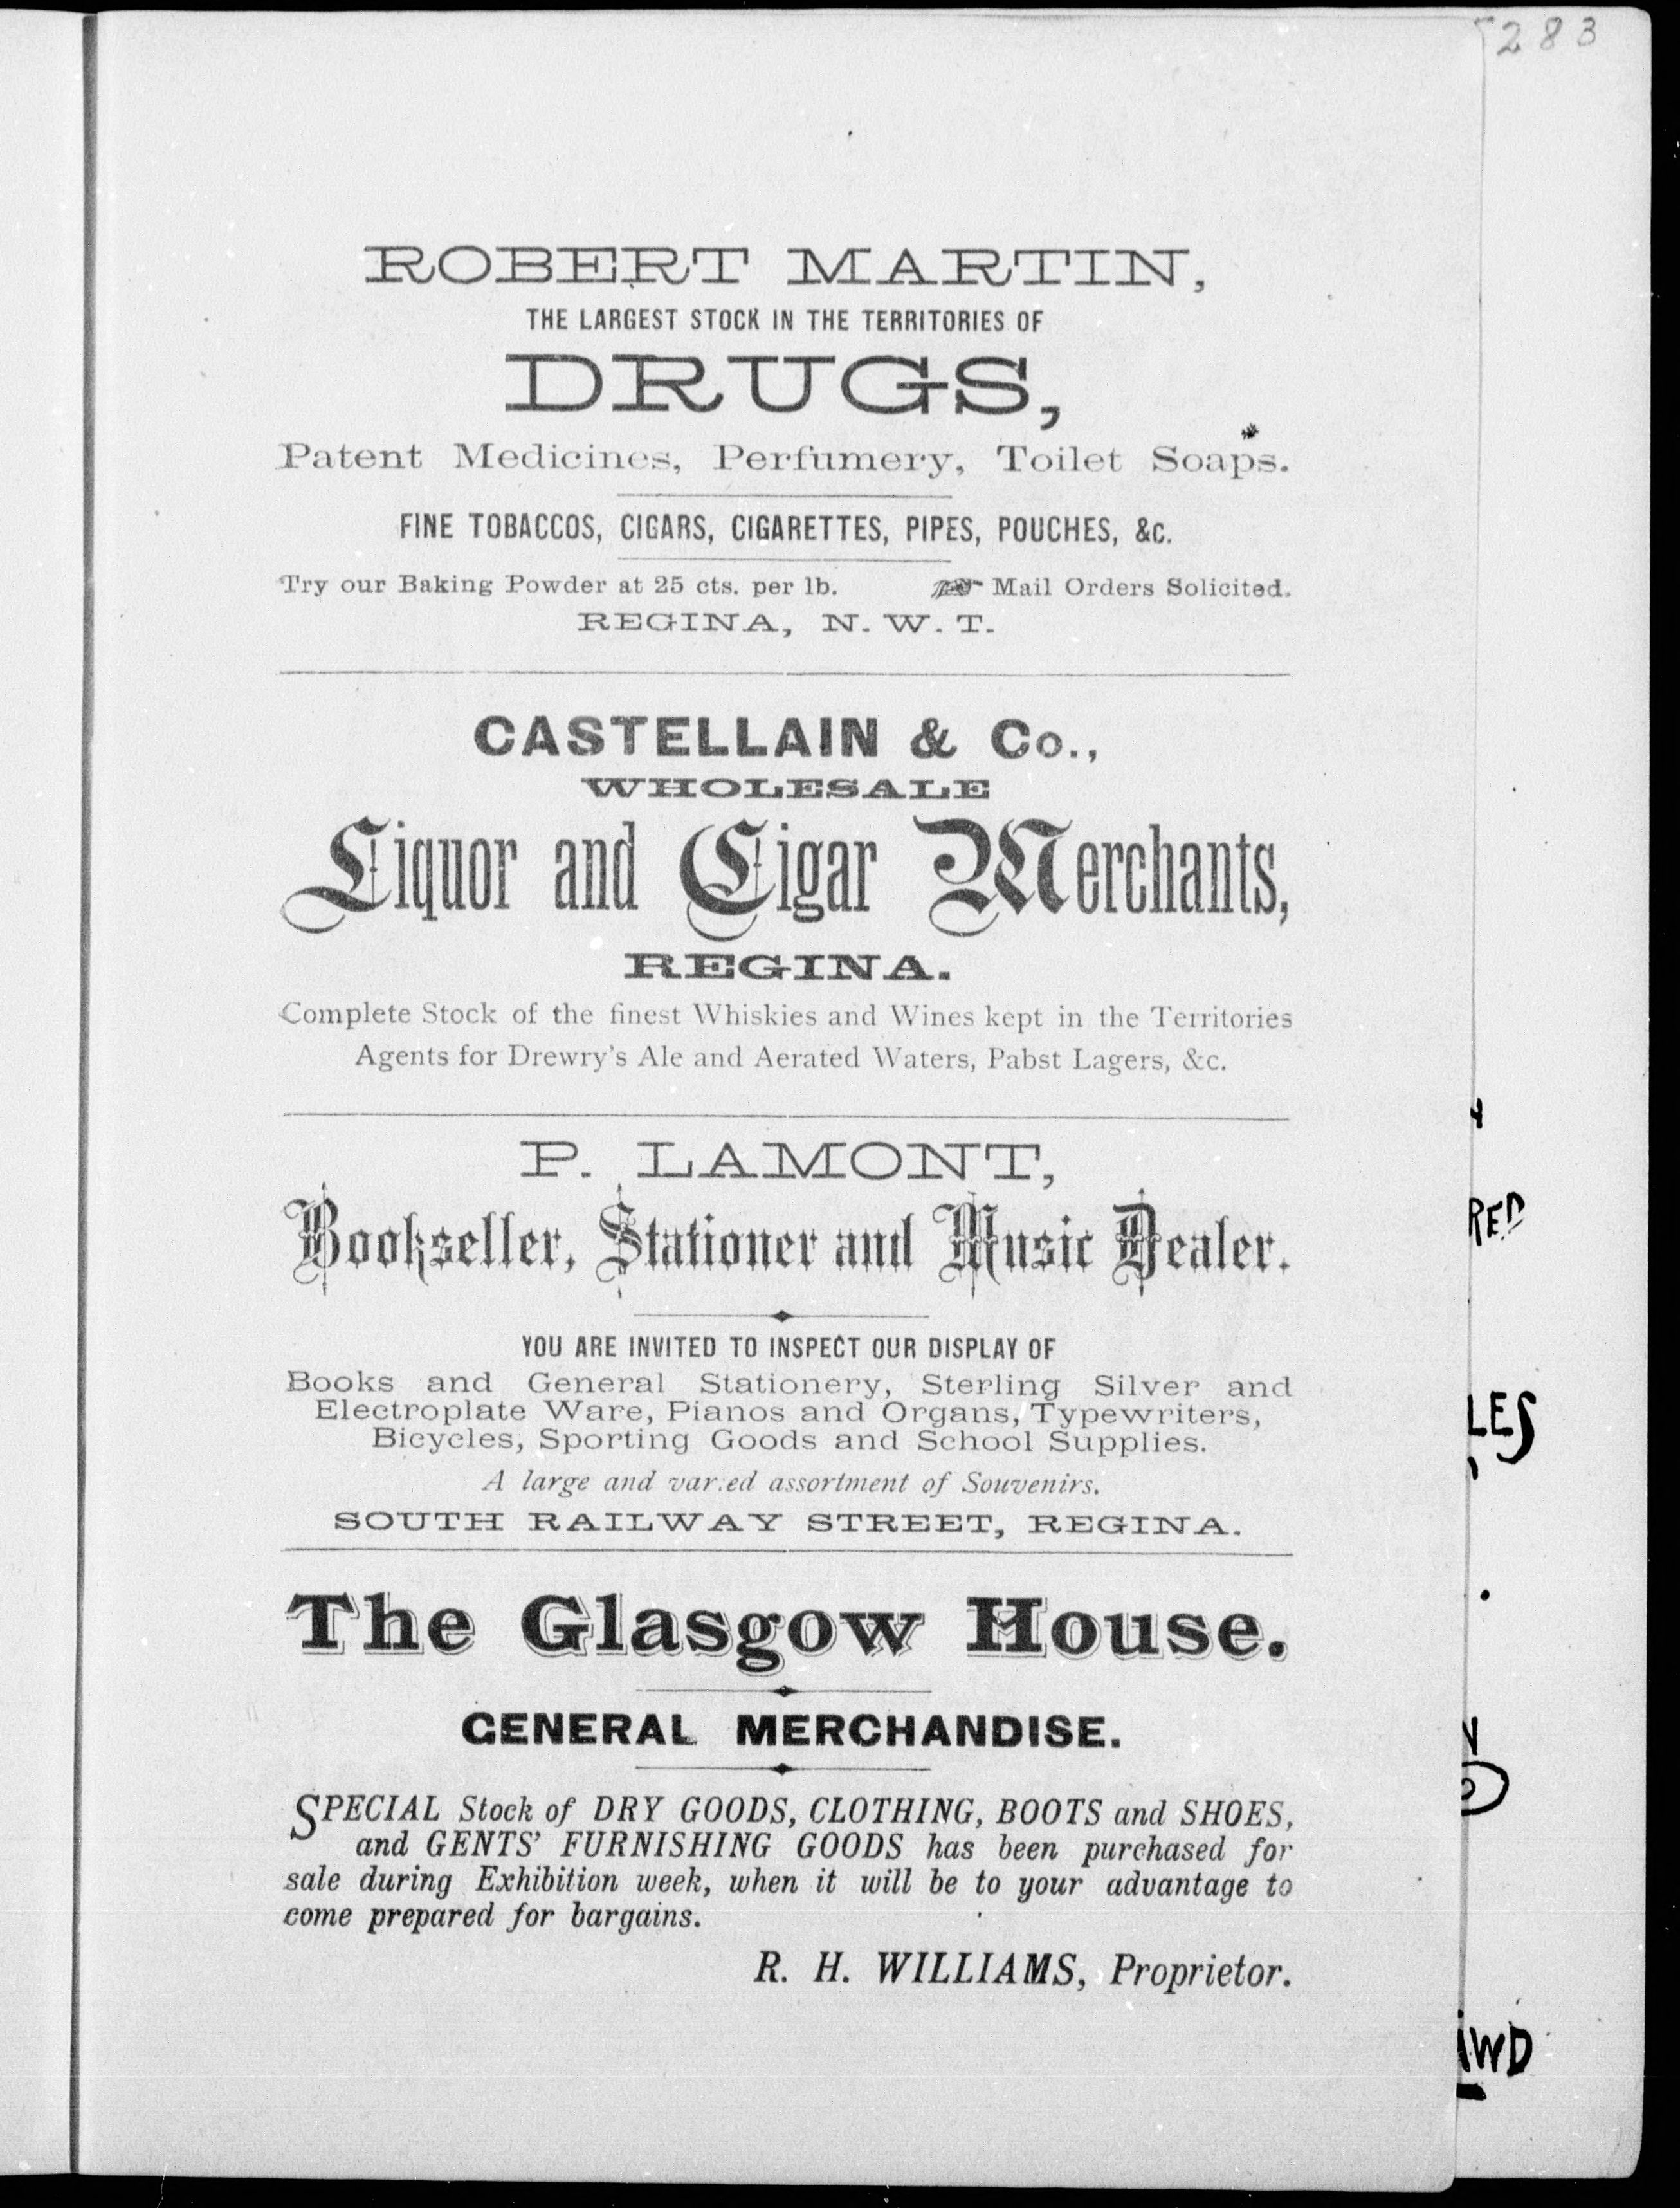 283
ROBERT MARTIN,
THE LARGEST STOCK IN THE TERRITORIES OF
DRUGS,
Patent Medicines, Perfumery, Toilet Soaps.
FINE TOBACCOS, CIGARS, CIGARETTES, PIPES, POUCHES, &c.
Try our Baking Powder at 25 cts. per lb. Mail Orders Solicited.
REGINA, N. W. T.
CASTELLAIN & Co.,
WHOLESALE
Liquor and Cigar Merchants,
REGINA.
Complete Stock of the finest Whiskies and Wines kept in the Territories
Agents for Drewry's Ale and Aerated Waters, Pabst Lagers, &c.
P. LAMONT,
Bookseller, Stationer and Music Dealer.
YOU ARE INVITED TO INSPECT OUR DISPLAY OF
Books and General Stationery, Sterling Silver and
Electroplate Ware, Pianos and Organs, Typewriters,
Bicycles, Sporting Goods and School Supplies.
A large and varied assortment of Souvenirs.
SOUTH RAILWAY STREET, REGINA.
The Glasgow House.
GENERAL MERCHANDISE.
SPECIAL Stock of DRY GOODS, CLOTHING, BOOTS and SHOES,
and GENTS' FURNISHING GOODS has been purchased for
sale during Exhibition week, when it will be to your advantage to
come prepared for bargains.
R. H. WILLIAMS, Proprietor.
RED
LES